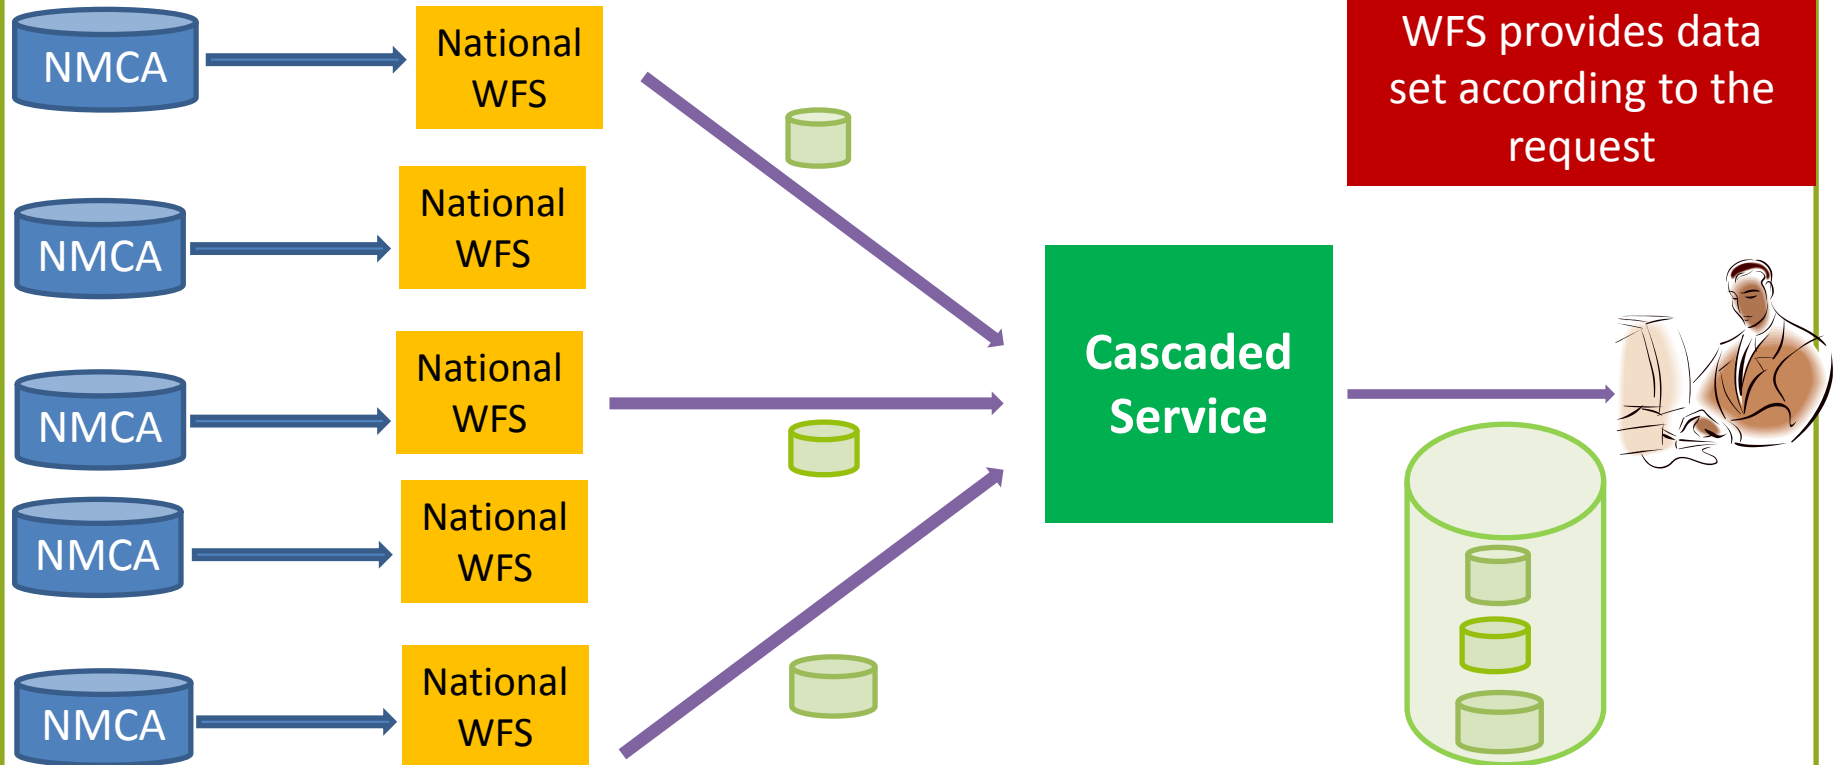 NMCA
National
WFS
WFS provides data
set according to the
request
NMCA
National
WFS
NMCA
National
WFS
Cascaded
Service
NMCA
National
WFS
NMCA
National
WFS